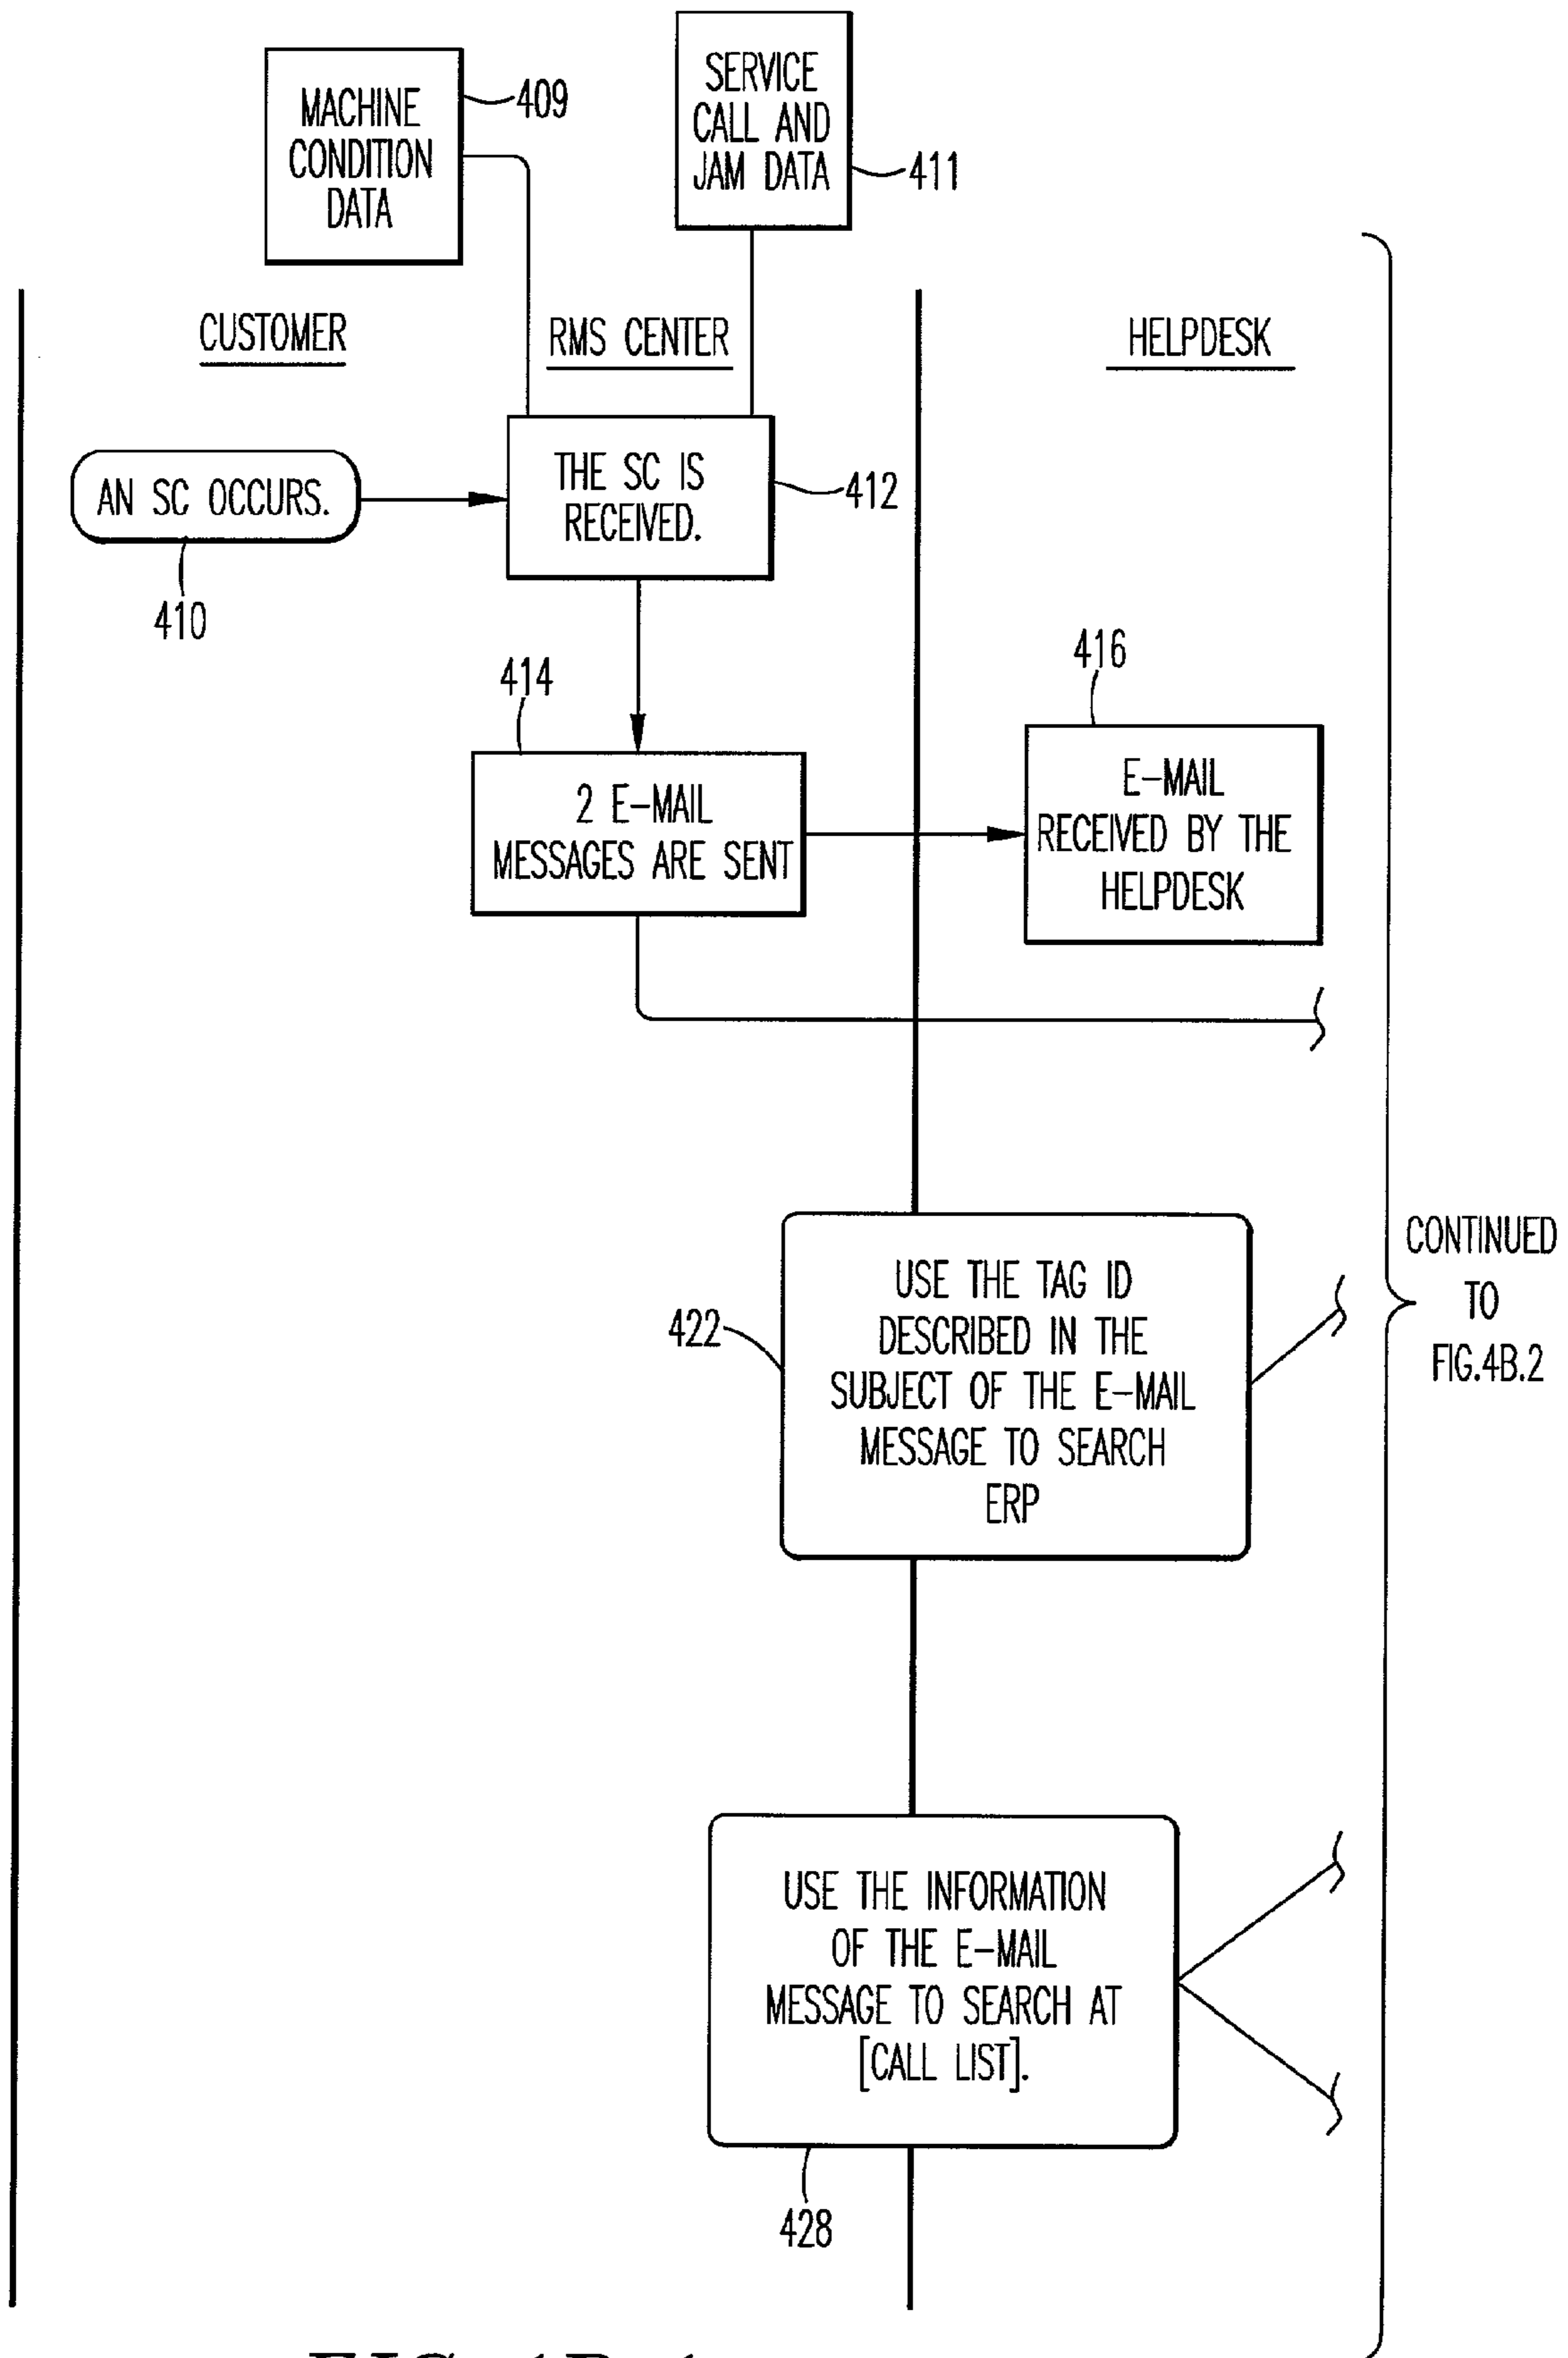 MACHINE
CONDITION
DATA
409
SERVICE
CALL AND
JAM DATA
411
CUSTOMER
RMS CENTER
HELPDESK
AN SC OCCURS.
410
THE SC IS
RECEIVED.
412
414
2 E-MAIL
MESSAGES ARE SENT
416
E-MAIL
RECEIVED BY THE
HELPDESK
422
USE THE TAG ID
DESCRIBED IN THE
SUBJECT OF THE E-MAIL
MESSAGE TO SEARCH
ERP
CONTINUED
TO
FIG.4B.2
USE THE INFORMATION
OF THE E-MAIL
MESSAGE TO SEARCH AT
[CALL LIST].
428